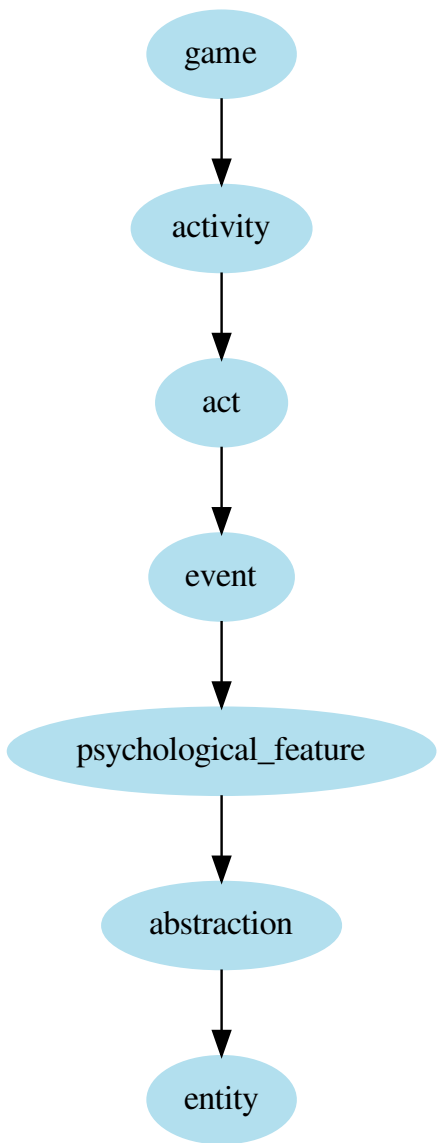 game
activity
act
event
psychological_feature
abstraction
entity